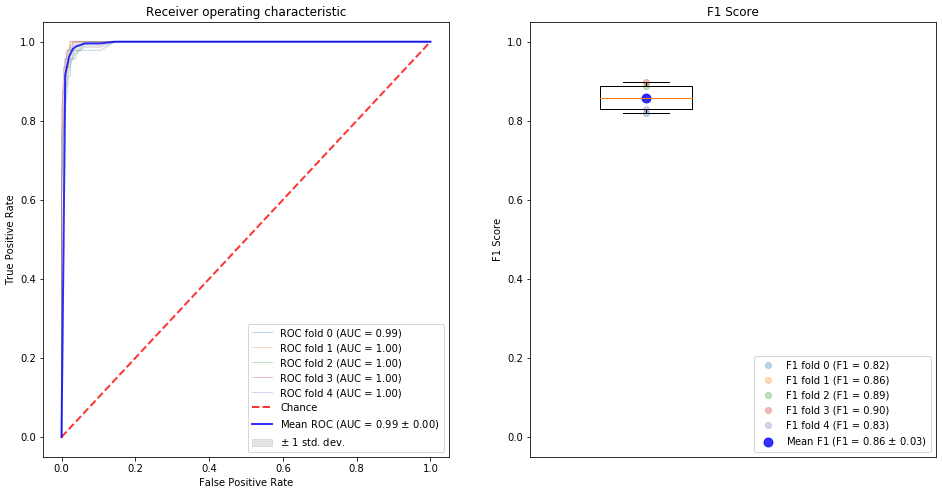 Receiver operating characteristic
1.0
0.8
0.6
0.4
0.2
0.0
True Positive Rate
0.0 0.2 0.4 0.6 0.8 1.0
False Positive Rate
ROC fold 0 (AUC = 0.99)
ROC fold 1 (AUC = 1.00)
ROC fold 2 (AUC = 1.00)
ROC fold 3 (AUC = 1.00)
ROC fold 4 (AUC = 1.00)
Chance
Mean ROC (AUC = 0.99 ± 0.00)
± 1 std. dev.
F1 Score
1.0
0.8
0.6
0.4
0.2
0.0
F1 Score
F1 fold 0 (F1 = 0.82)
F1 fold 1 (F1 = 0.86)
F1 fold 2 (F1 = 0.89)
F1 fold 3 (F1 = 0.90)
F1 fold 4 (F1 = 0.83)
Mean F1 (F1 = 0.86 ± 0.03)